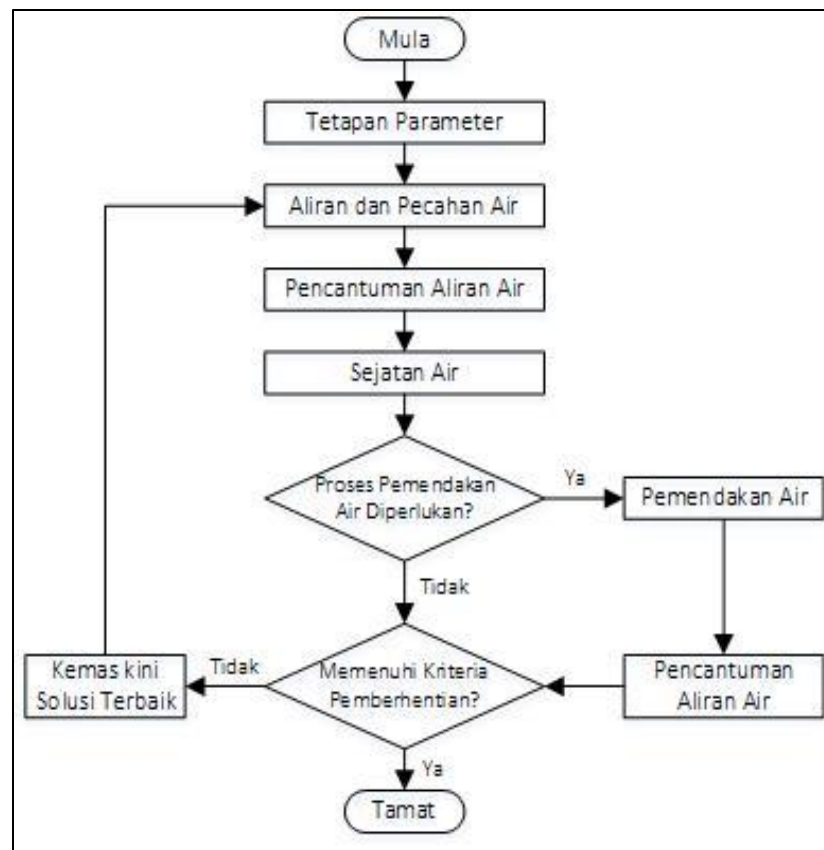 Mula
Tetapan Parameter
Aliran dan Pecahan Air
Pencantuman Aliran Air
Sejatan Air
Proses Pemendakan
Air Diperlukan?
Ya
Pemendakan Air
Tidak
Pencantuman
Aliran Air
Memenuhi Kriteria
Pemberhentian?
Tidak
Kemas kini
Solusi Terbaik
Ya
Tamat